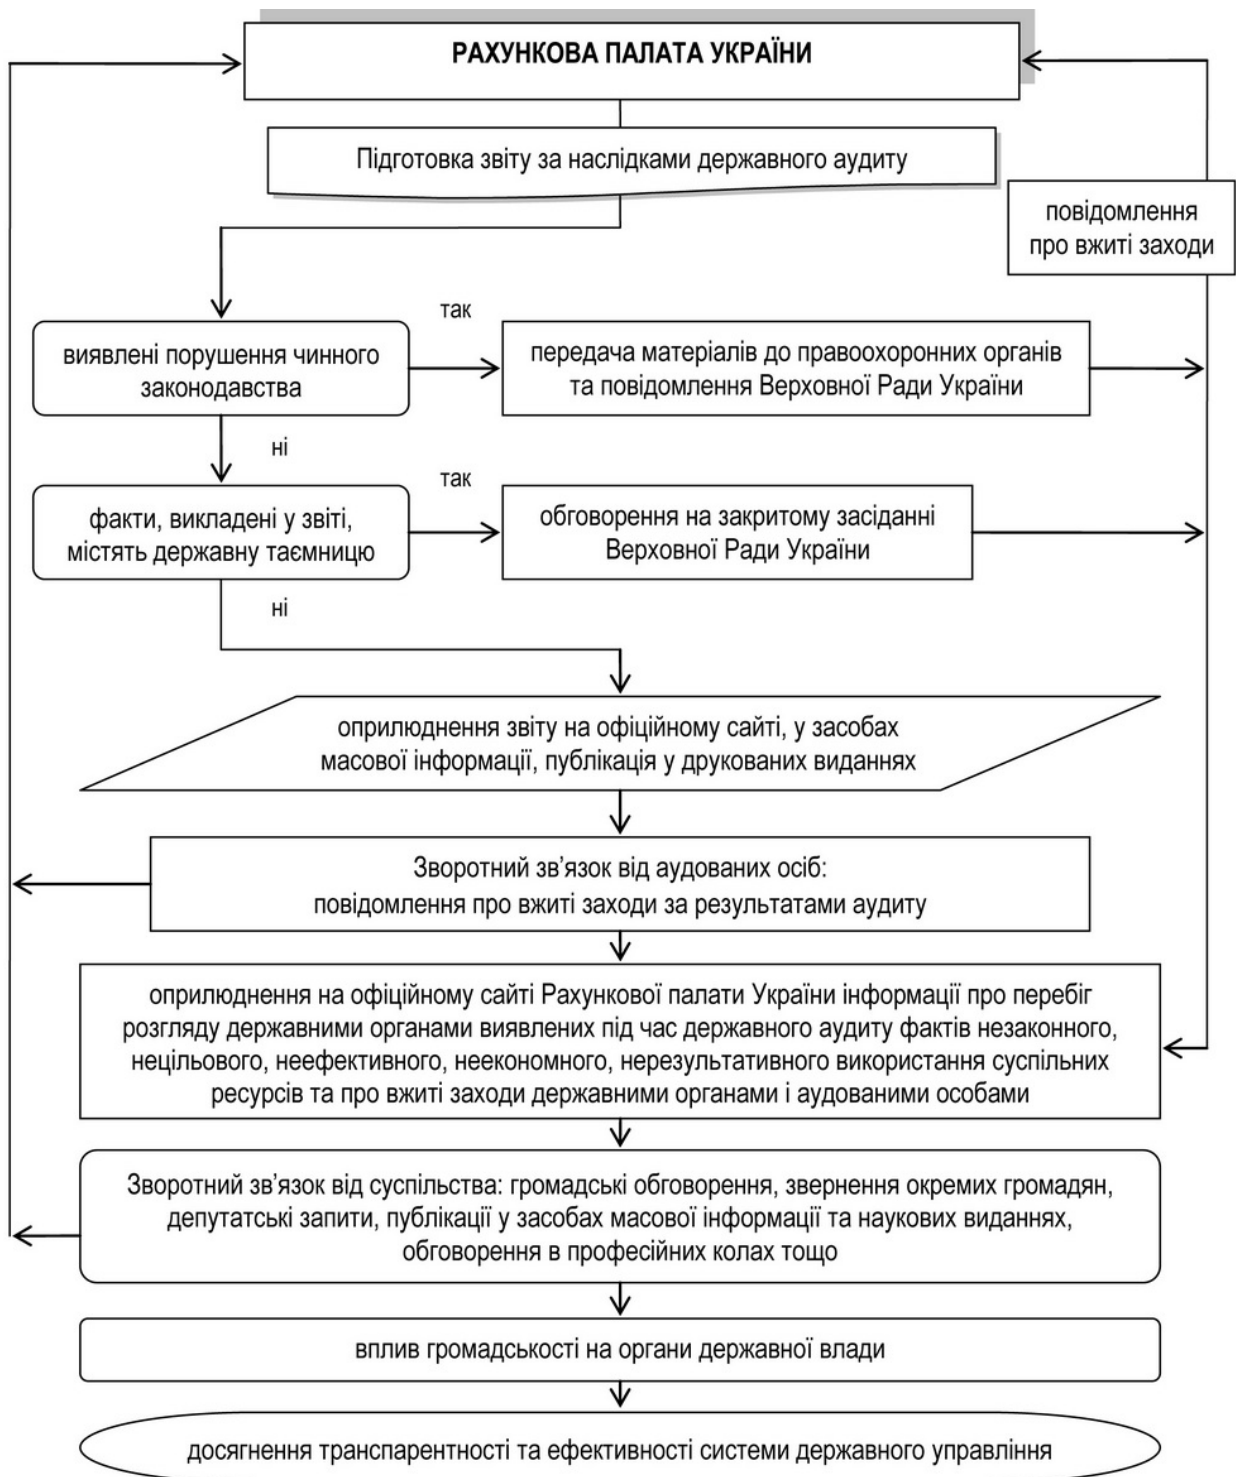 РАХУНКОВА ПАЛАТА УКРАЇНИ
Підготовка звіту за наслідками державного аудиту
повідомлення
про вжиті заходи
так
виявлені порушення чинного
законодавства
передача матеріалів до правоохоронних органів
та повідомлення Верховної Ради України
ні
так
факти, викладені у звіті,
містять державну таємницю
обговорення на закритому засіданні
Верховної Ради України
ні
оприлюднення звіту на офіційному сайті, у засобах
масової інформації, публікація у друкованих виданнях
Зворотний зв’язок від аудованих осіб:
повідомлення про вжиті заходи за результатами аудиту
оприлюднення на офіційному сайті Рахункової палати України інформації про перебіг
розгляду державними органами виявлених під час державного аудиту фактів незаконного,
нецільового, неефективного, неекономного, нерезультативного використання суспільних
ресурсів та про вжиті заходи державними органами і аудованими особами
Зворотний зв’язок від суспільства: громадські обговорення, звернення окремих громадян,
депутатські запити, публікації у засобах масової інформації та наукових виданнях,
обговорення в професійних колах тощо
вплив громадськості на органи державної влади
досягнення транспарентності та ефективності системи державного управління